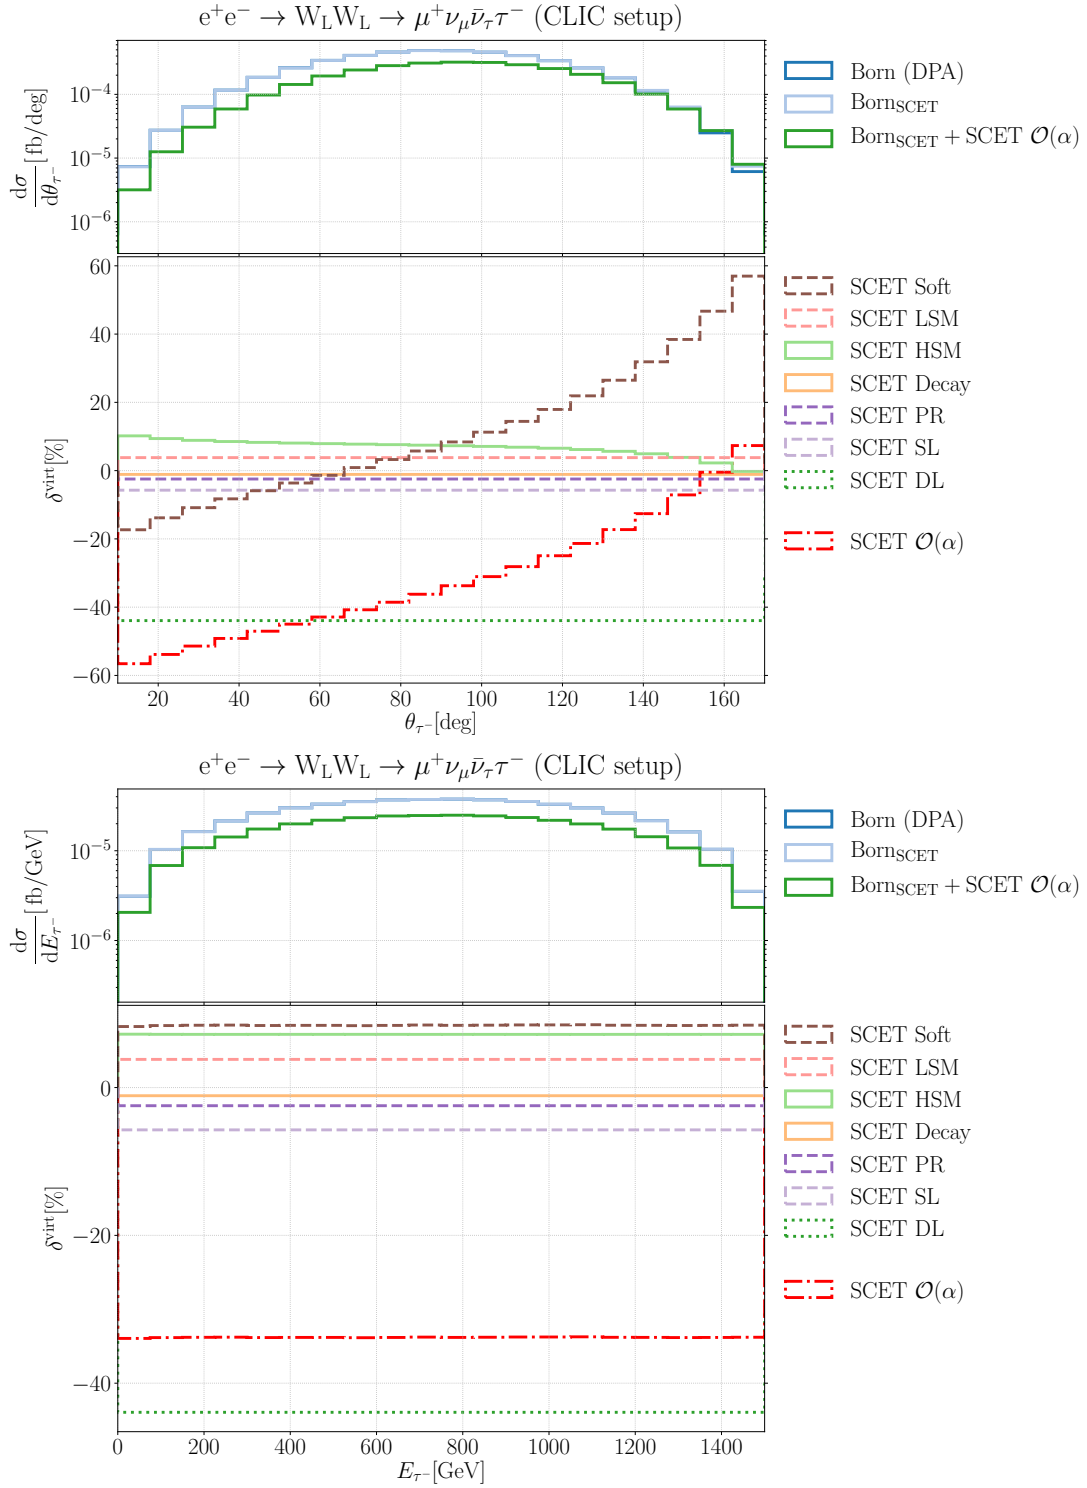 e⁺e⁻ → W_L W_L → μ⁺ν_μ ν̄_τ τ⁻ (CLIC setup)
dσ/dθ_τ⁻ [fb/deg]
10⁻⁴
10⁻⁵
10⁻⁶
Born (DPA)
Born_SCET
Born_SCET + SCET 𝒪(α)
δ^virt[%]
60
40
20
0
−20
−40
−60
SCET Soft
SCET LSM
SCET HSM
SCET Decay
SCET PR
SCET SL
SCET DL
SCET 𝒪(α)
20 40 60 80 100 120 140 160
θ_τ⁻[deg]
e⁺e⁻ → W_L W_L → μ⁺ν_μ ν̄_τ τ⁻ (CLIC setup)
dσ/dE_τ⁻ [fb/GeV]
10⁻⁵
10⁻⁶
Born (DPA)
Born_SCET
Born_SCET + SCET 𝒪(α)
δ^virt[%]
0
−20
−40
SCET Soft
SCET LSM
SCET HSM
SCET Decay
SCET PR
SCET SL
SCET DL
SCET 𝒪(α)
0 200 400 600 800 1000 1200 1400
E_τ⁻[GeV]